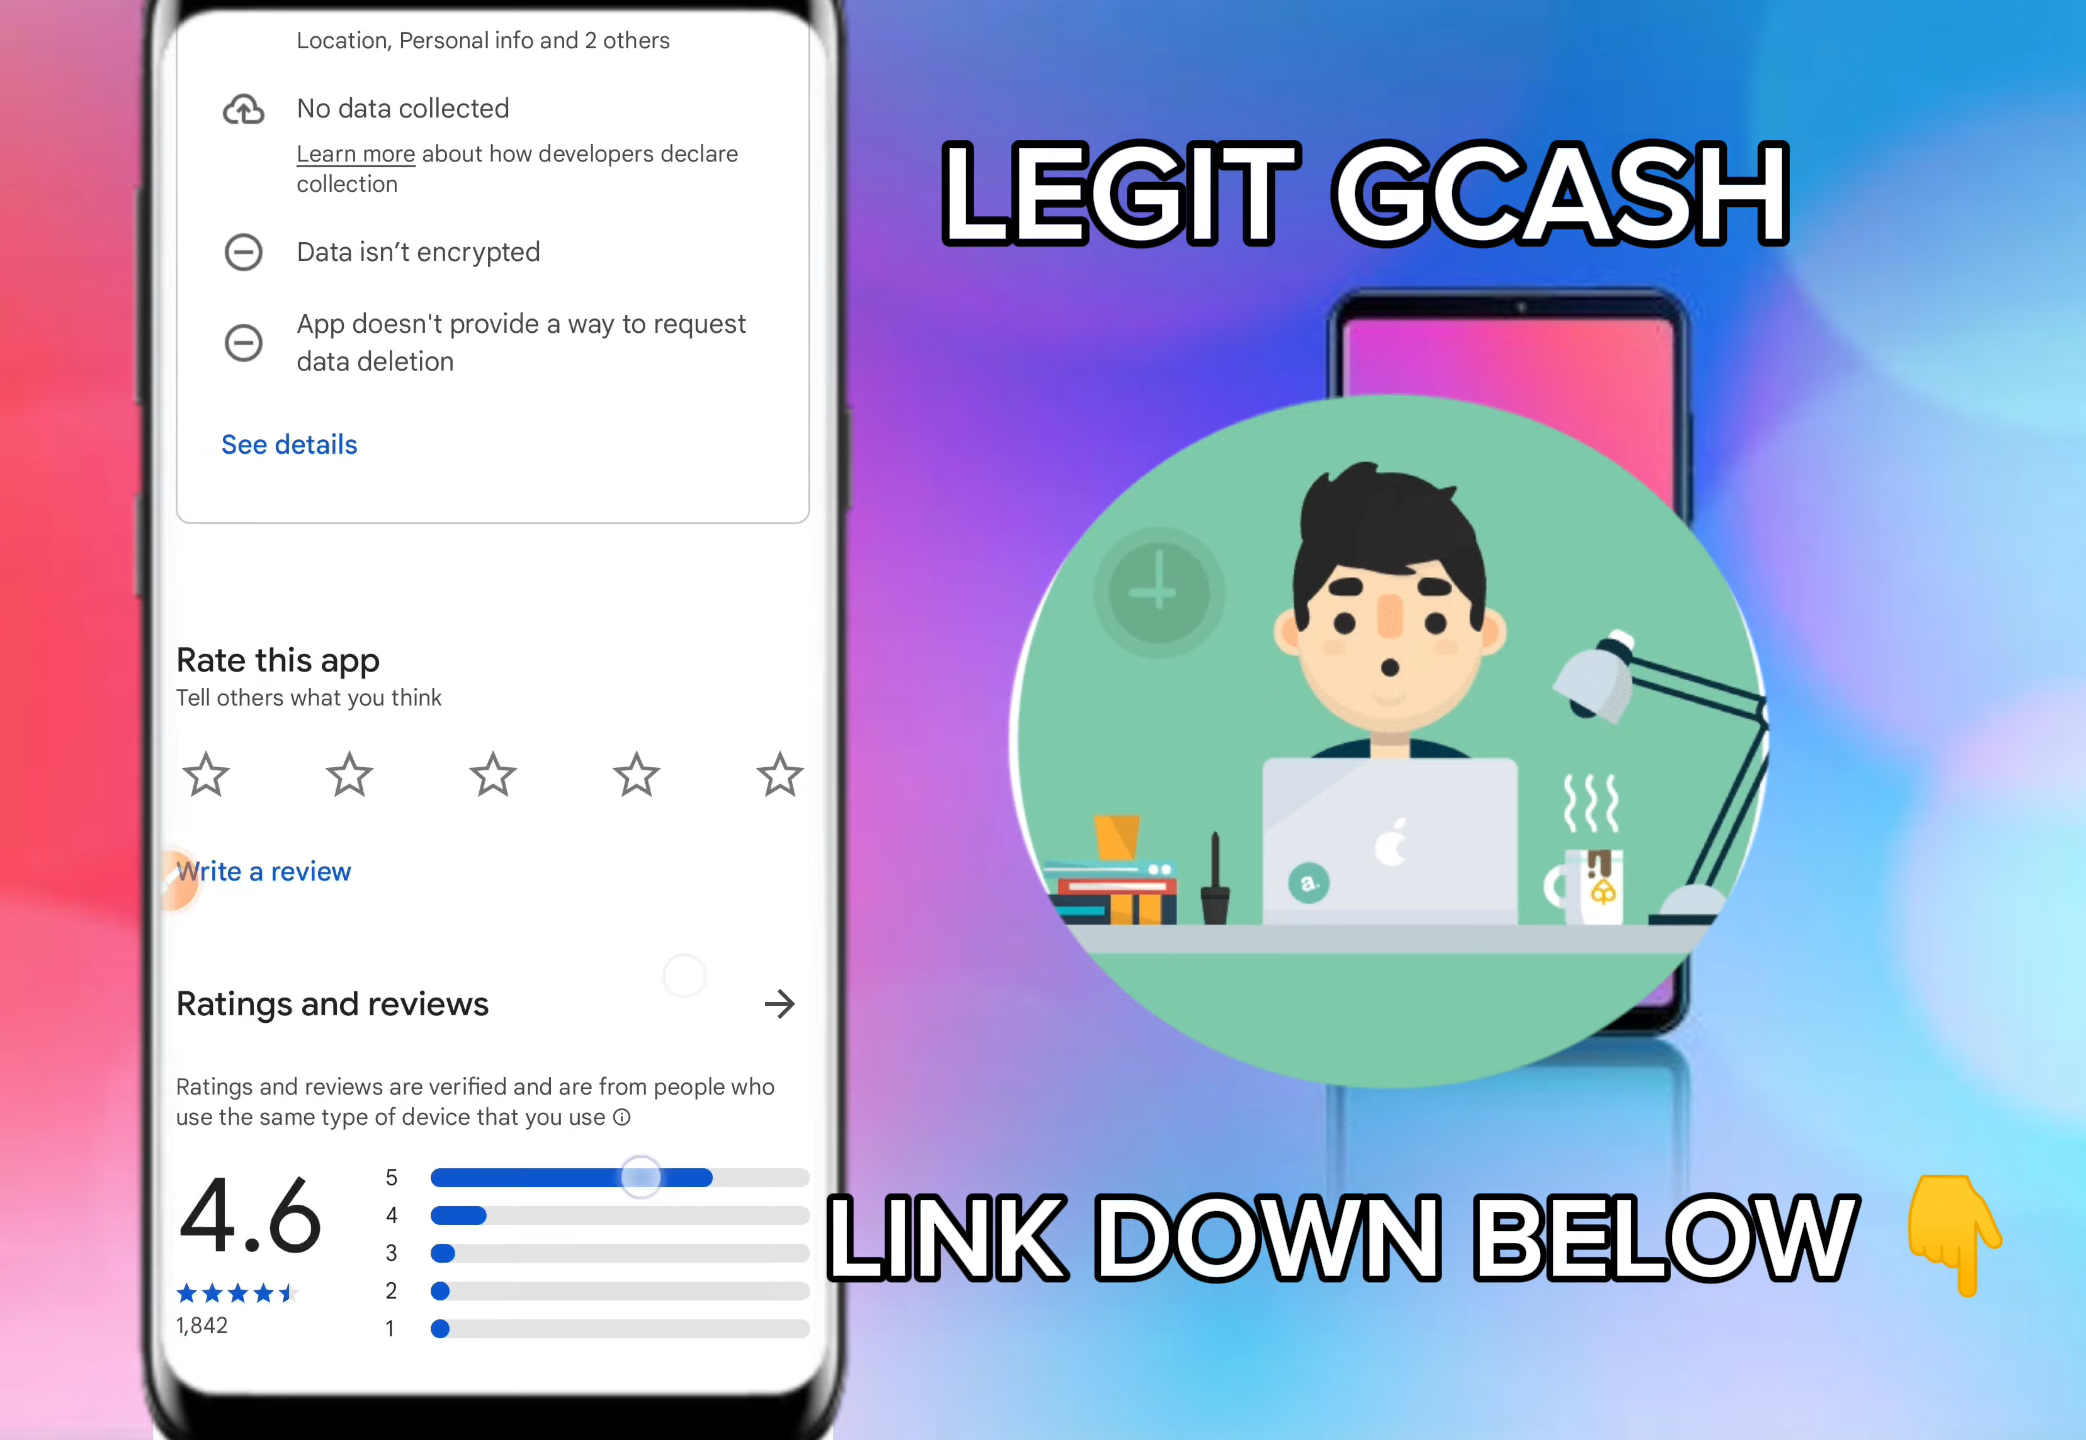 Location, Personal info and 2 others
No data collected
Learn more about how developers declare
collection
Data isn’t encrypted
App doesn't provide a way to request
data deletion
See details
Rate this app
Tell others what you think
Write a review
Ratings and reviews
Ratings and reviews are verified and are from people who
use the same type of device that you use
4.6
1,842
5
4
3
2
1
LEGIT GCASH
a.
LINK DOWN BELOW 👇